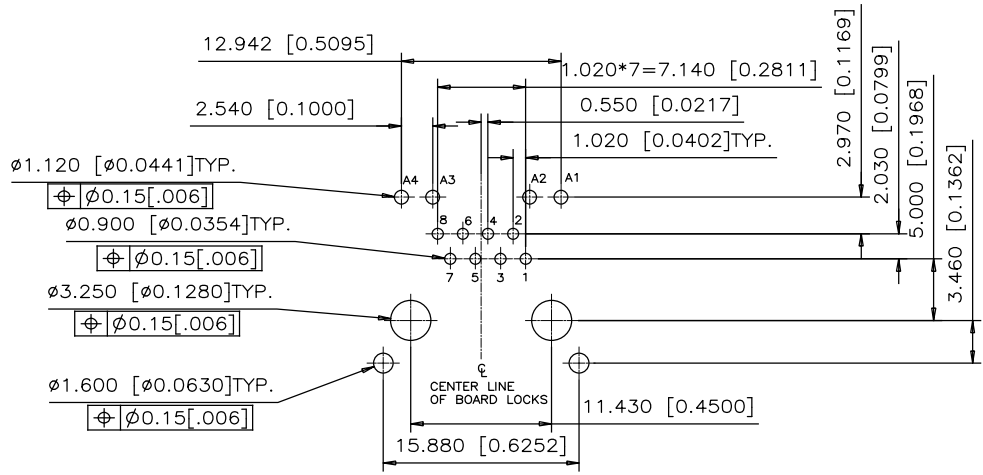 12.942 [0.5095]
1.020*7=7.140 [0.2811]
2.540 [0.1000]
0.550 [0.0217]
1.020 [0.0402]TYP.
2.970 [0.1169]
2.030 [0.0799]
5.000 [0.1968]
3.460 [0.1362]
ø1.120 [ø0.0441]TYP.
⌖ ø0.15[.006]
A4 A3 A2 A1
ø0.900 [ø0.0354]TYP.
⌖ ø0.15[.006]
8 6 4 2
7 5 3 1
ø3.250 [ø0.1280]TYP.
⌖ ø0.15[.006]
ø1.600 [ø0.0630]TYP.
⌖ ø0.15[.006]
℄
CENTER LINE
OF BOARD LOCKS
11.430 [0.4500]
15.880 [0.6252]